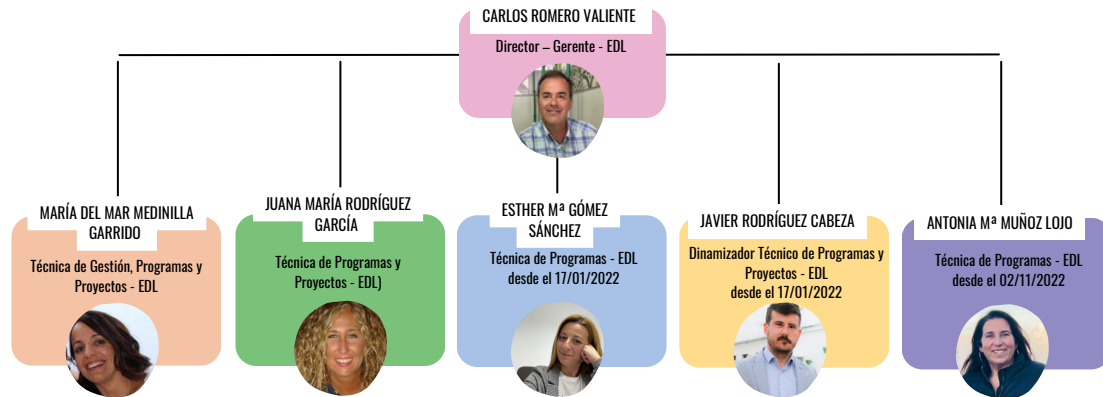 CARLOS ROMERO VALIENTE
Director – Gerente - EDL
MARÍA DEL MAR MEDINILLA
GARRIDO
Técnica de Gestión, Programas y
Proyectos - EDL
JUANA MARÍA RODRÍGUEZ
GARCÍA
Técnica de Programas y
Proyectos - EDL)
ESTHER Mª GÓMEZ
SÁNCHEZ
Técnica de Programas - EDL
desde el 17/01/2022
JAVIER RODRÍGUEZ CABEZA
Dinamizador Técnico de Programas y
Proyectos - EDL
desde el 17/01/2022
ANTONIA Mª MUÑOZ LOJO
Técnica de Programas - EDL
desde el 02/11/2022